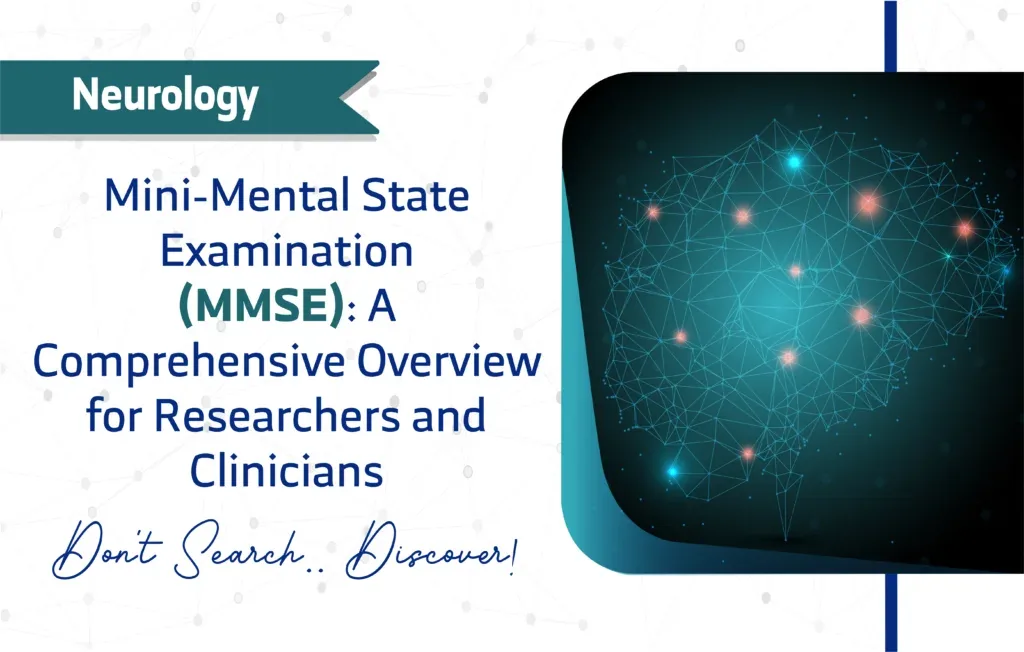 Neurology
Mini-Mental State
Examination
(MMSE): A
Comprehensive Overview
for Researchers and
Clinicians
Don't Search.. Discover!